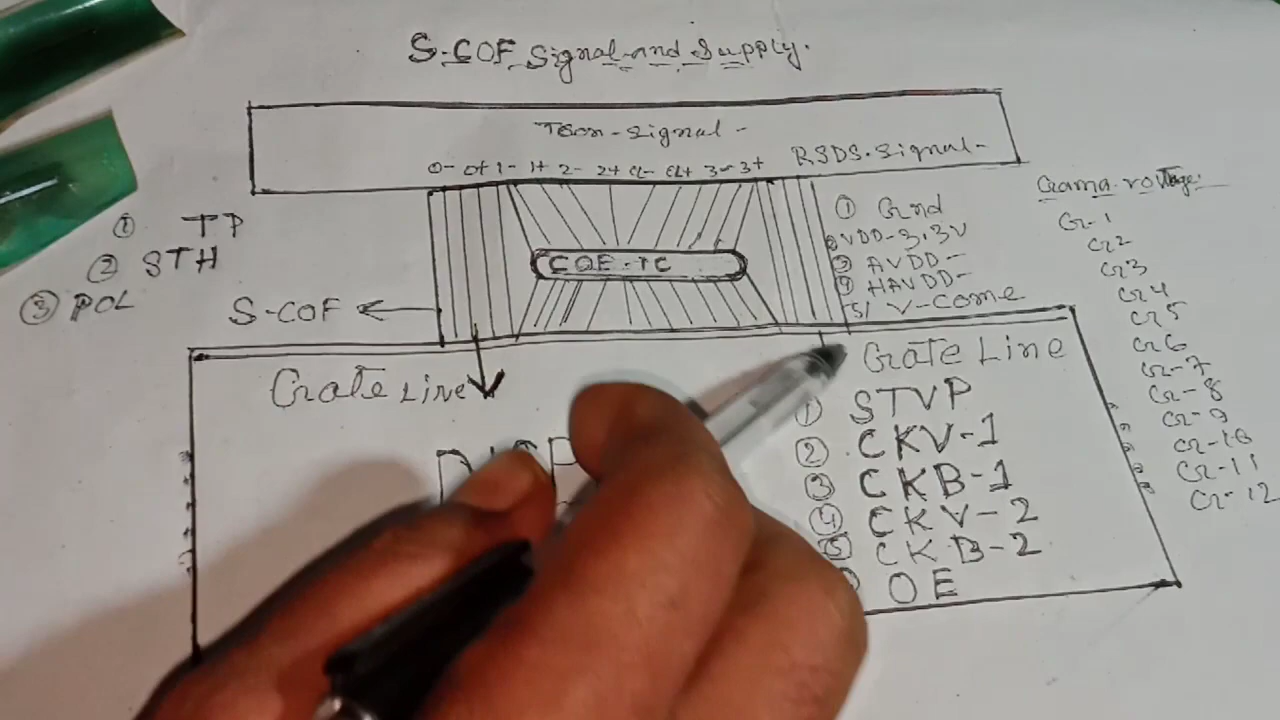 S-COF Signal and Supply.
Tcon-signal-
0- 0+ 1- 1+ 2- 2+ CL- CL+ 3- 3+
RSDS.Signal-
① TP
② STH
③ POL
S-COF
COF-IC
① Gnd
② VDD-3,3V
③ AVDD-
④ HAVDD-
5/ V-Come
Gama.voltage.
G-1
G2
G3
G4
G5
G6
G-7
G-8
G-9
G-10
G-11
G-12
Gate Line
Gate Line
① STVP
② CKV-1
③ CKB-1
④ CKV-2
⑤ CKB-2
OE
DISP